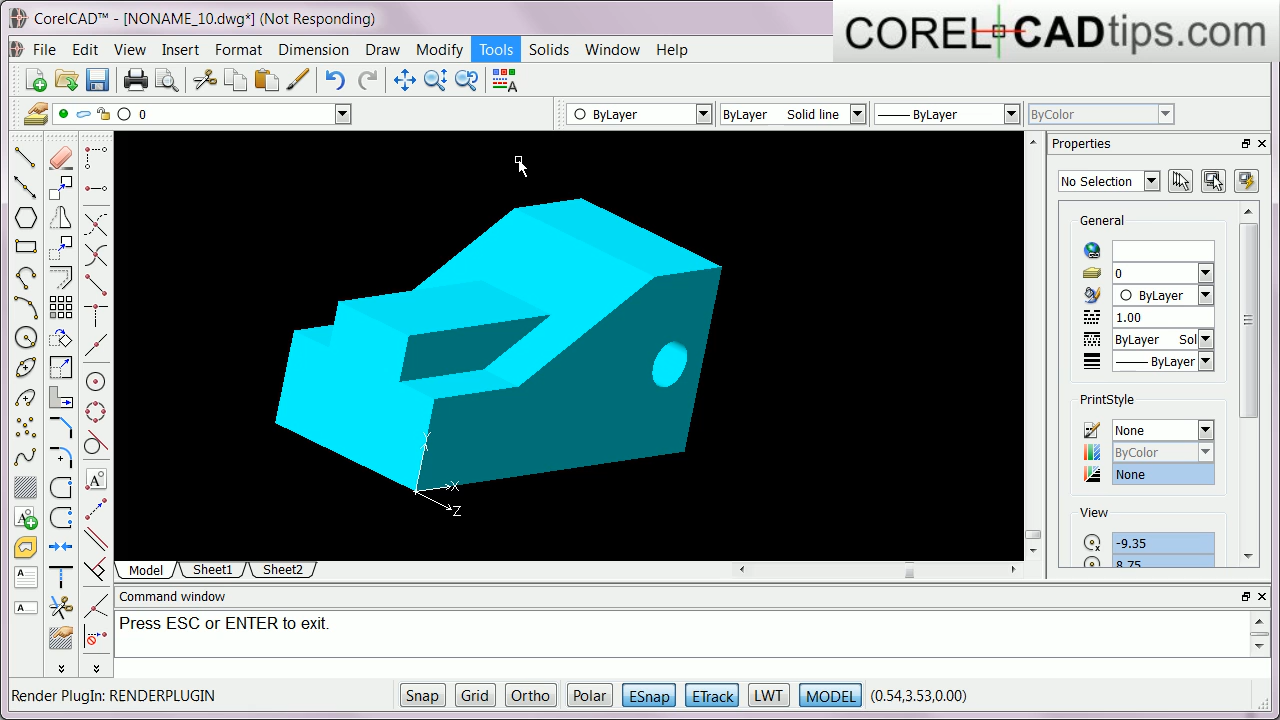 CorelCAD™ - [NONAME_10.dwg*] (Not Responding)
COREL CADtips.com
File Edit View Insert Format Dimension Draw Modify Tools Solids Window Help
A
0 ByLayer ByLayer Solid line ByLayer ByColor
Properties
No Selection
General
0
ByLayer
1.00
ByLayer Sol
ByLayer
PrintStyle
None
ByColor
None
View
-9.35
8.75
Y
X
Z
A
A
A
A
Model Sheet1 Sheet2
Command window
Press ESC or ENTER to exit.
Render PlugIn: RENDERPLUGIN Snap Grid Ortho Polar ESnap ETrack LWT MODEL (0.54,3.53,0.00)